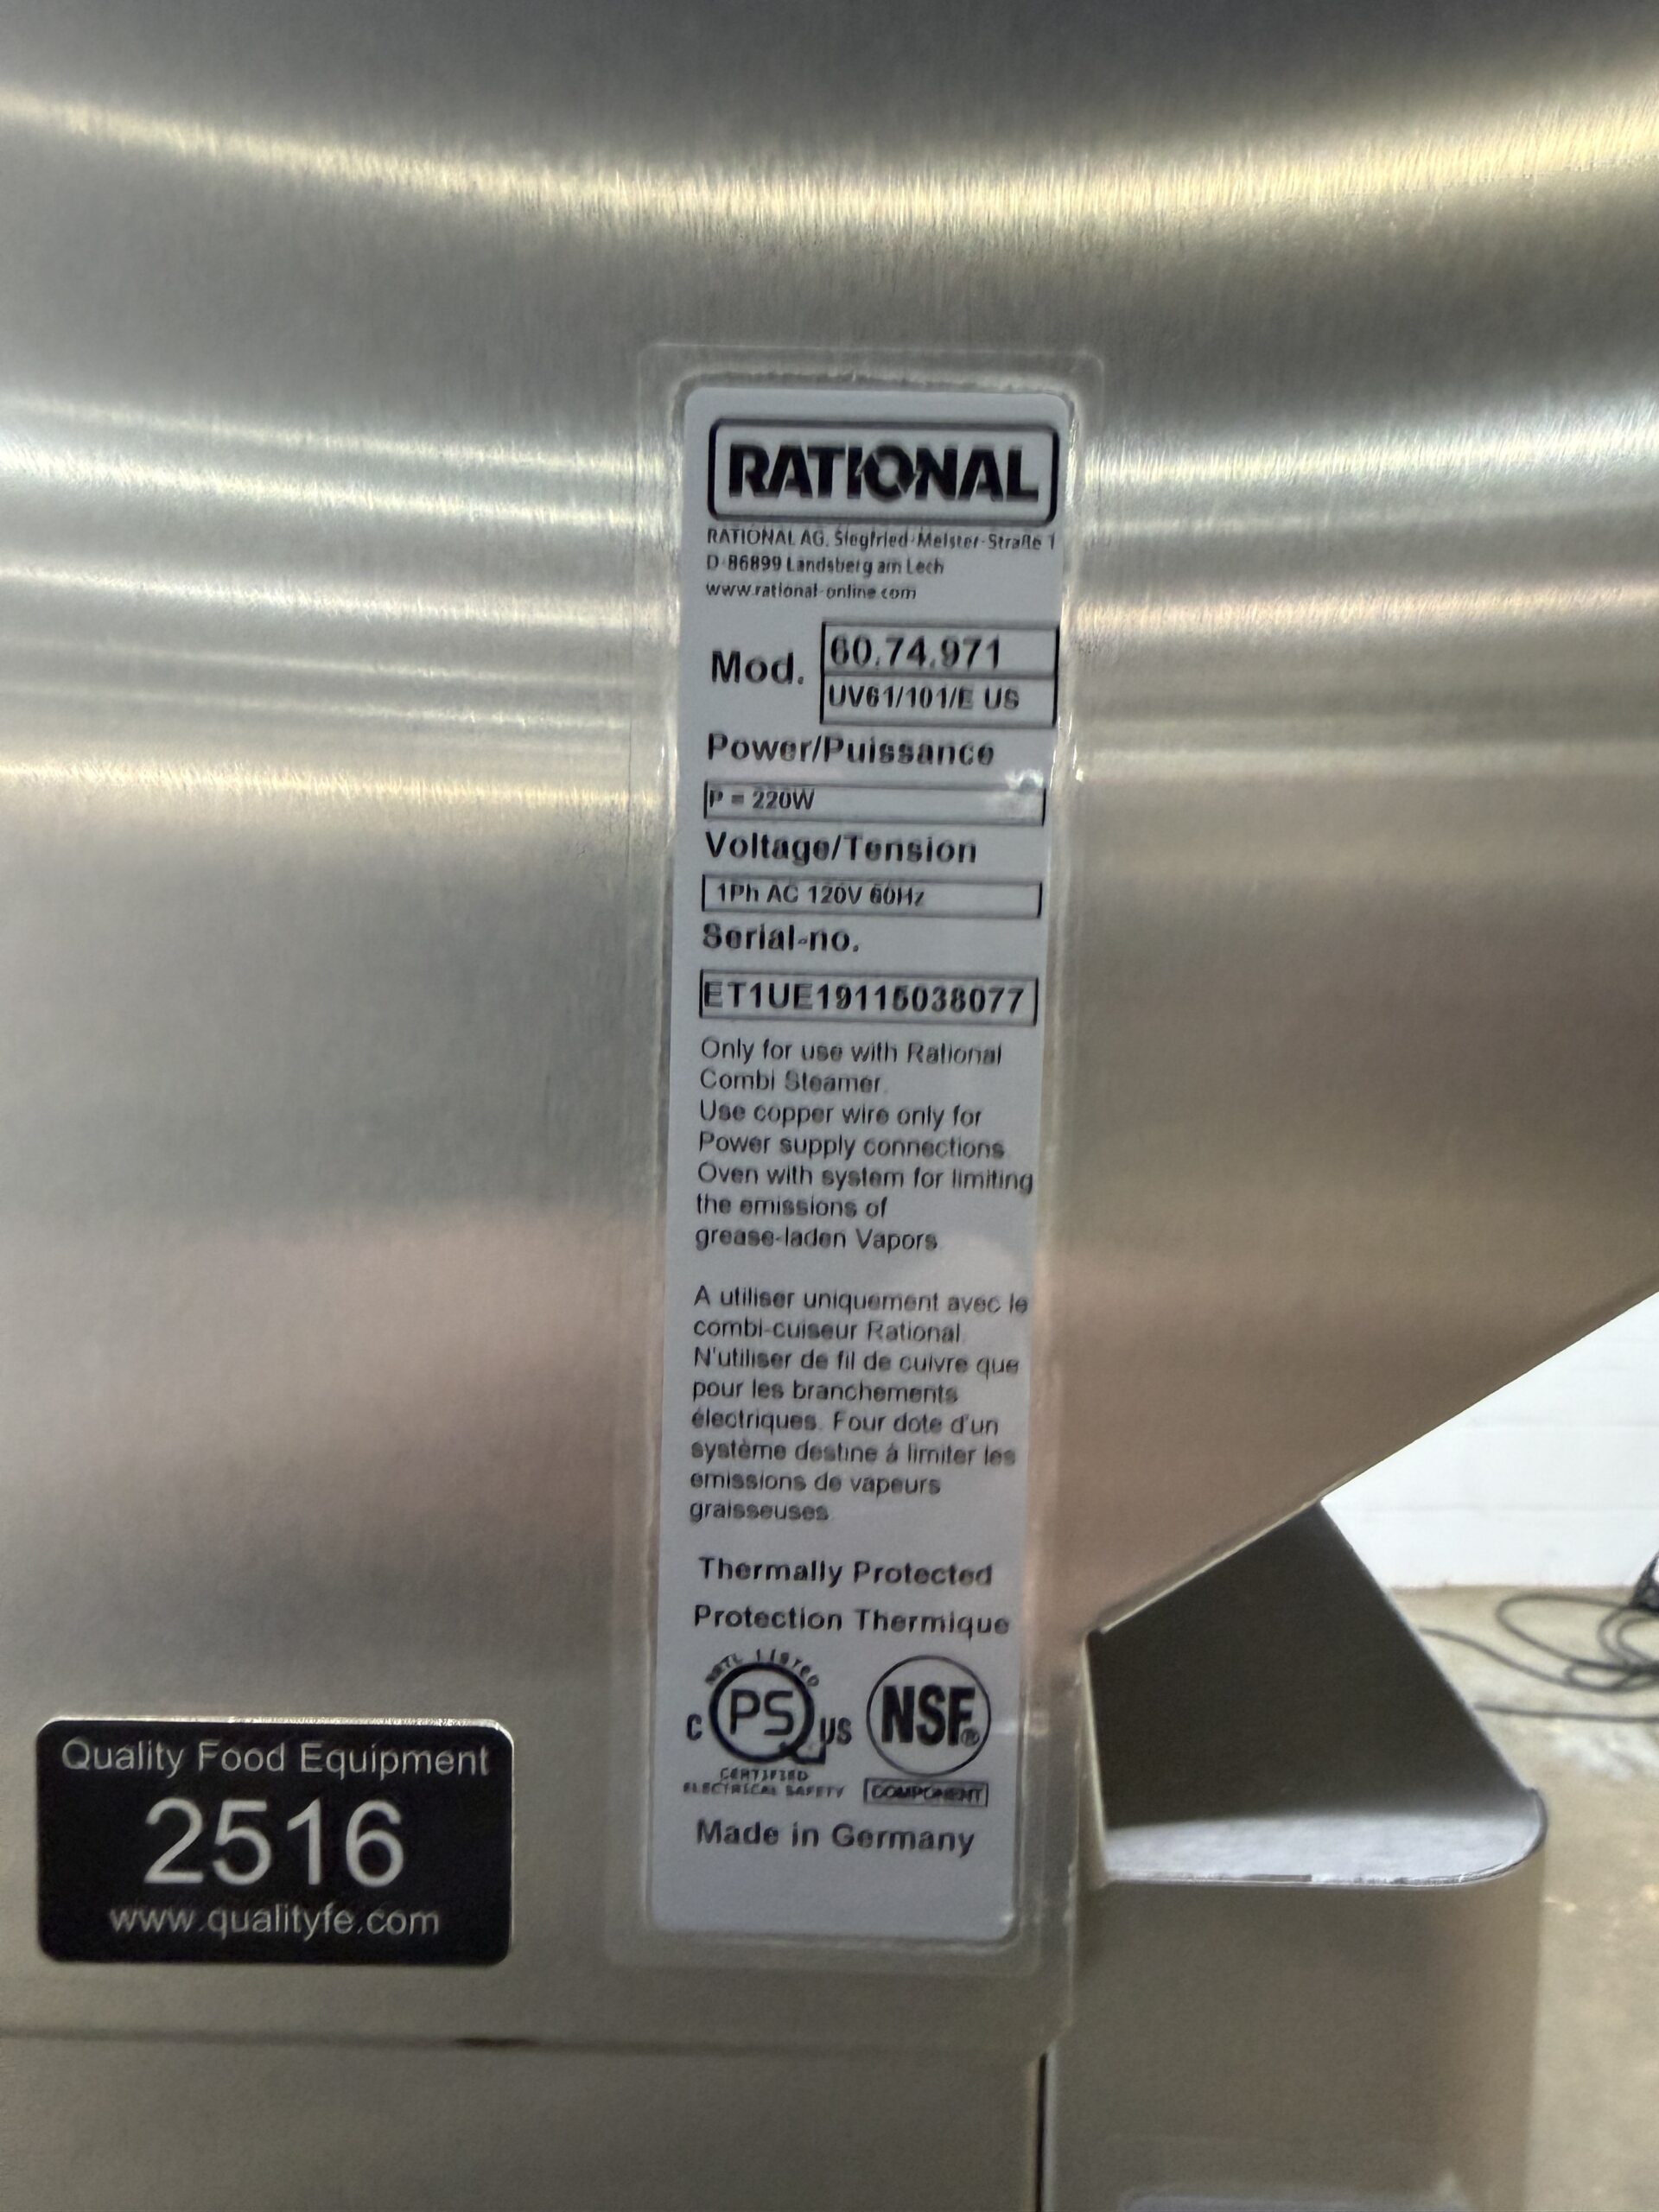 RATIONAL
RATIONAL AG, Siegfried-Meister-Straße 1
D-86899 Landsberg am Lech
www.rational-online.com
Mod.
60.74.971
UV61/101/E US
Power/Puissance
P = 220W
Voltage/Tension
1Ph AC 120V 60Hz
Serial-no.
ET1UE19115038077
Only for use with Rational
Combi Steamer.
Use copper wire only for
Power supply connections
Oven with system for limiting
the emissions of
grease-laden Vapors
A utiliser uniquement avec le
combi-cuiseur Rational.
N'utiliser de fil de cuivre que
pour les branchements
électriques. Four dote d'un
système destine à limiter les
emissions de vapeurs
graisseuses
Thermally Protected
Protection Thermique
NRTL LISTED
C PS US
CERTIFIED
ELECTRICAL SAFETY
NSF®
COMPONENT
Made in Germany
Quality Food Equipment
2516
www.qualityfe.com